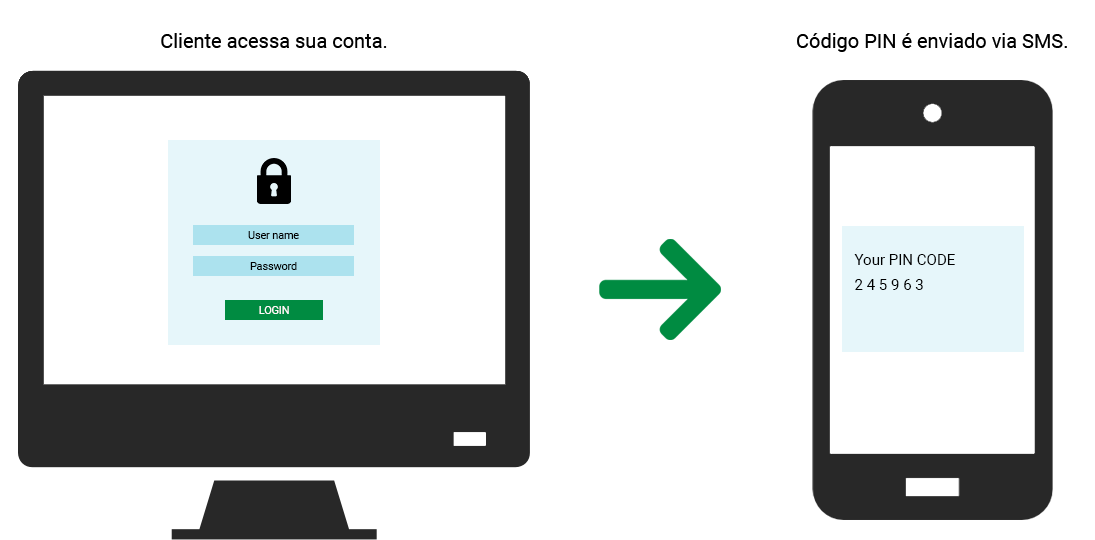 Cliente acessa sua conta.
Código PIN é enviado via SMS.
User name
Password
LOGIN
Your PIN CODE
2 4 5 9 6 3